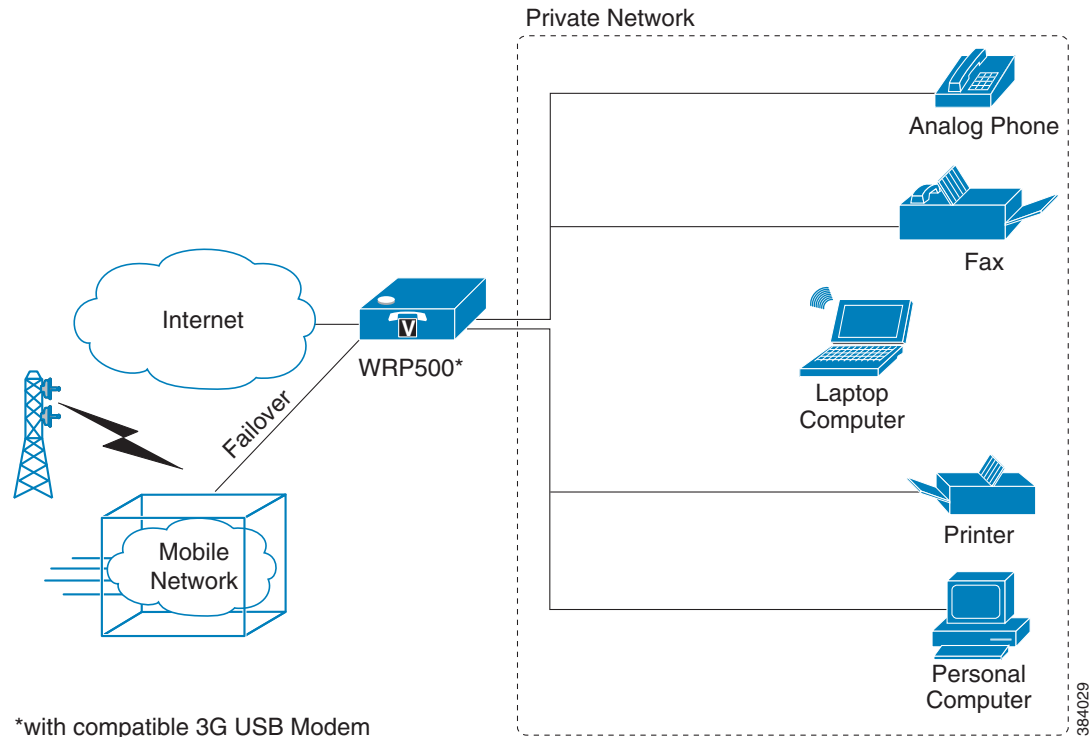 Private Network
Analog Phone
Fax
Internet
V
WRP500*
Laptop
Computer
Failover
Printer
Mobile
Network
Personal
Computer
*with compatible 3G USB Modem
384029